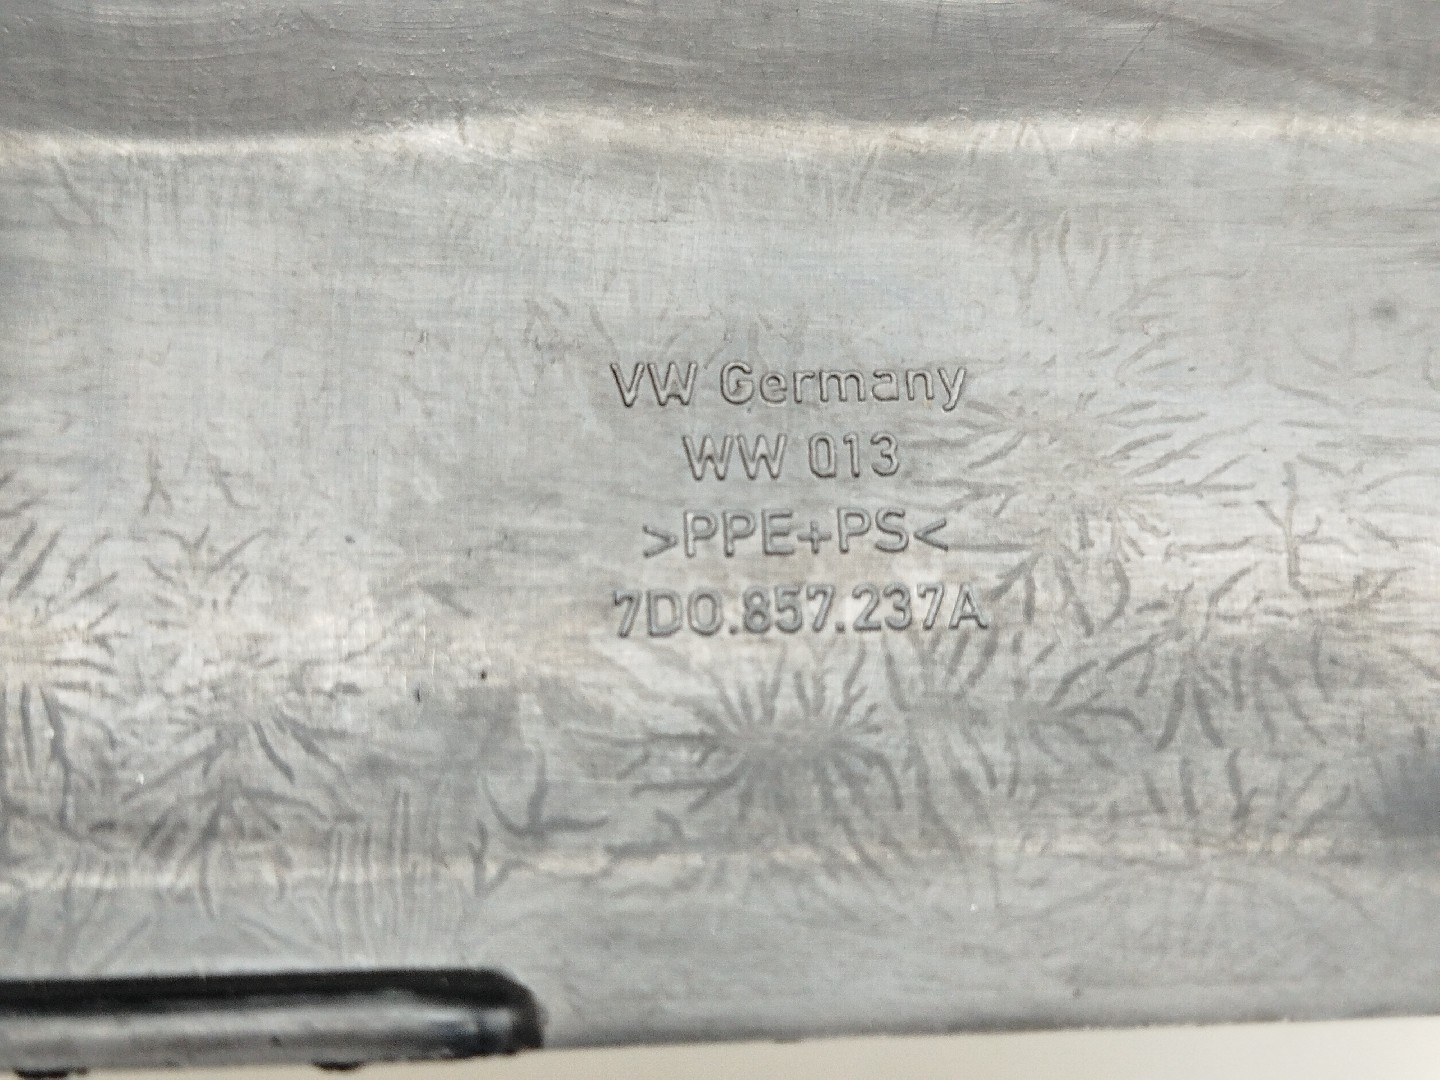 VW Germany
WW 013
>PPE+PS<
7D0.857.237A